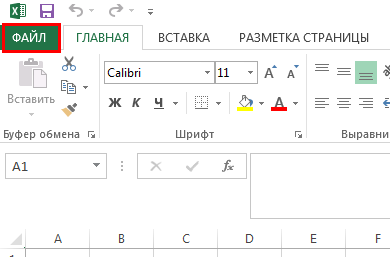 ФАЙЛ ГЛАВНАЯ ВСТАВКА РАЗМЕТКА СТРАНИЦЫ
Calibri 11 А А
Вставить
Ж К Ч А
Буфер обмена Шрифт Выравни
A1 fx
A B C D E F